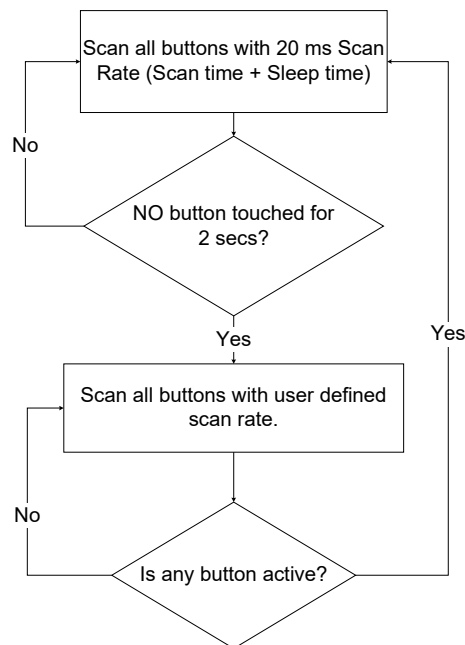 Scan all buttons with 20 ms Scan
Rate (Scan time + Sleep time)
No
NO button touched for
2 secs?
Yes
Yes
Scan all buttons with user defined
scan rate.
No
Is any button active?